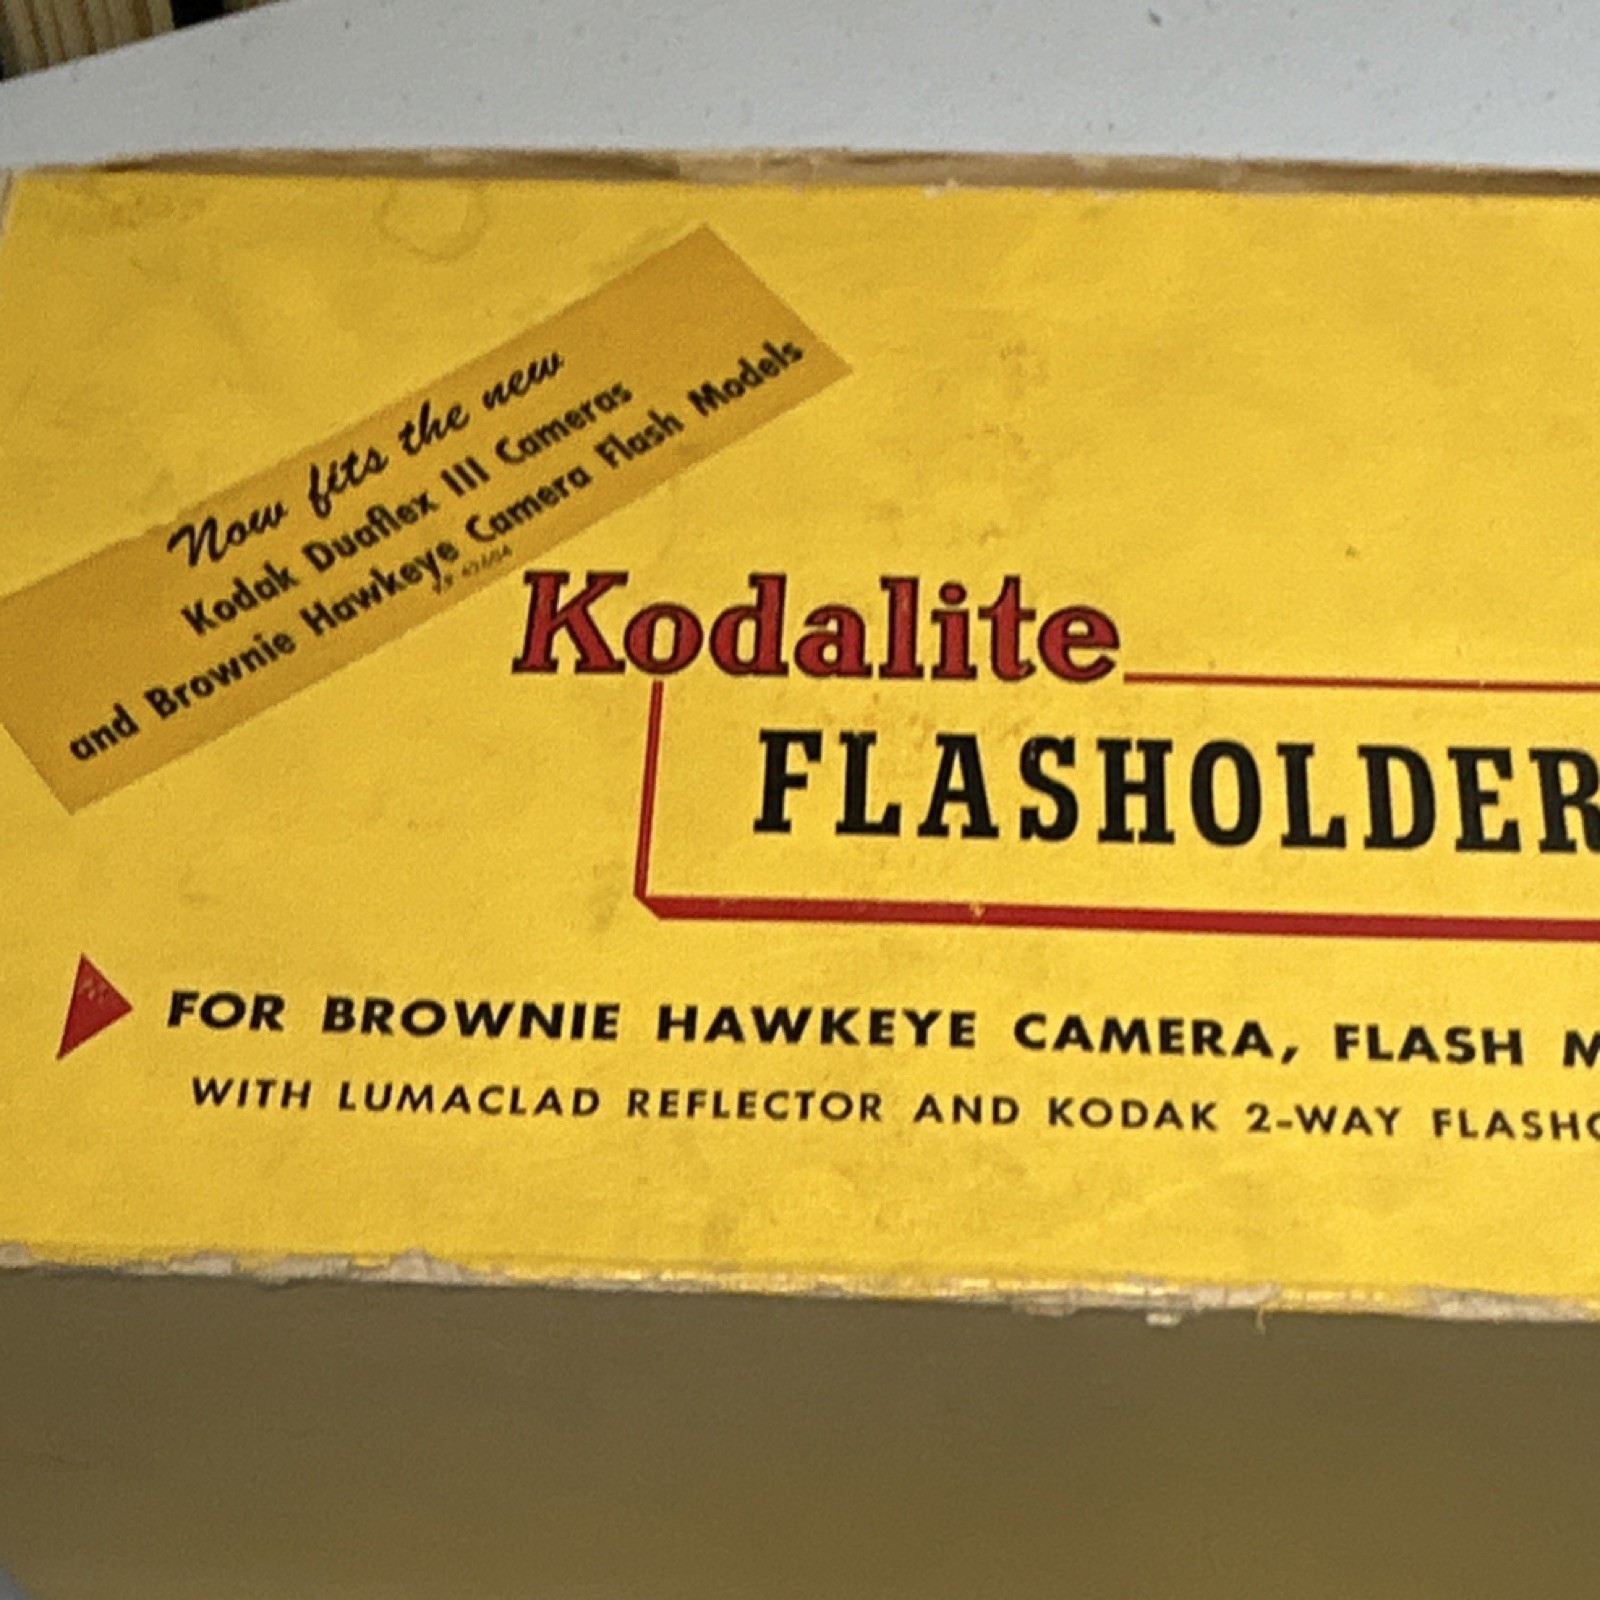 Now fits the new
Kodak Duaflex III Cameras
and Brownie Hawkeye Camera Flash Models
Kodalite
FLASHOLDER
FOR BROWNIE HAWKEYE CAMERA, FLASH M
WITH LUMACLAD REFLECTOR AND KODAK 2-WAY FLASHG